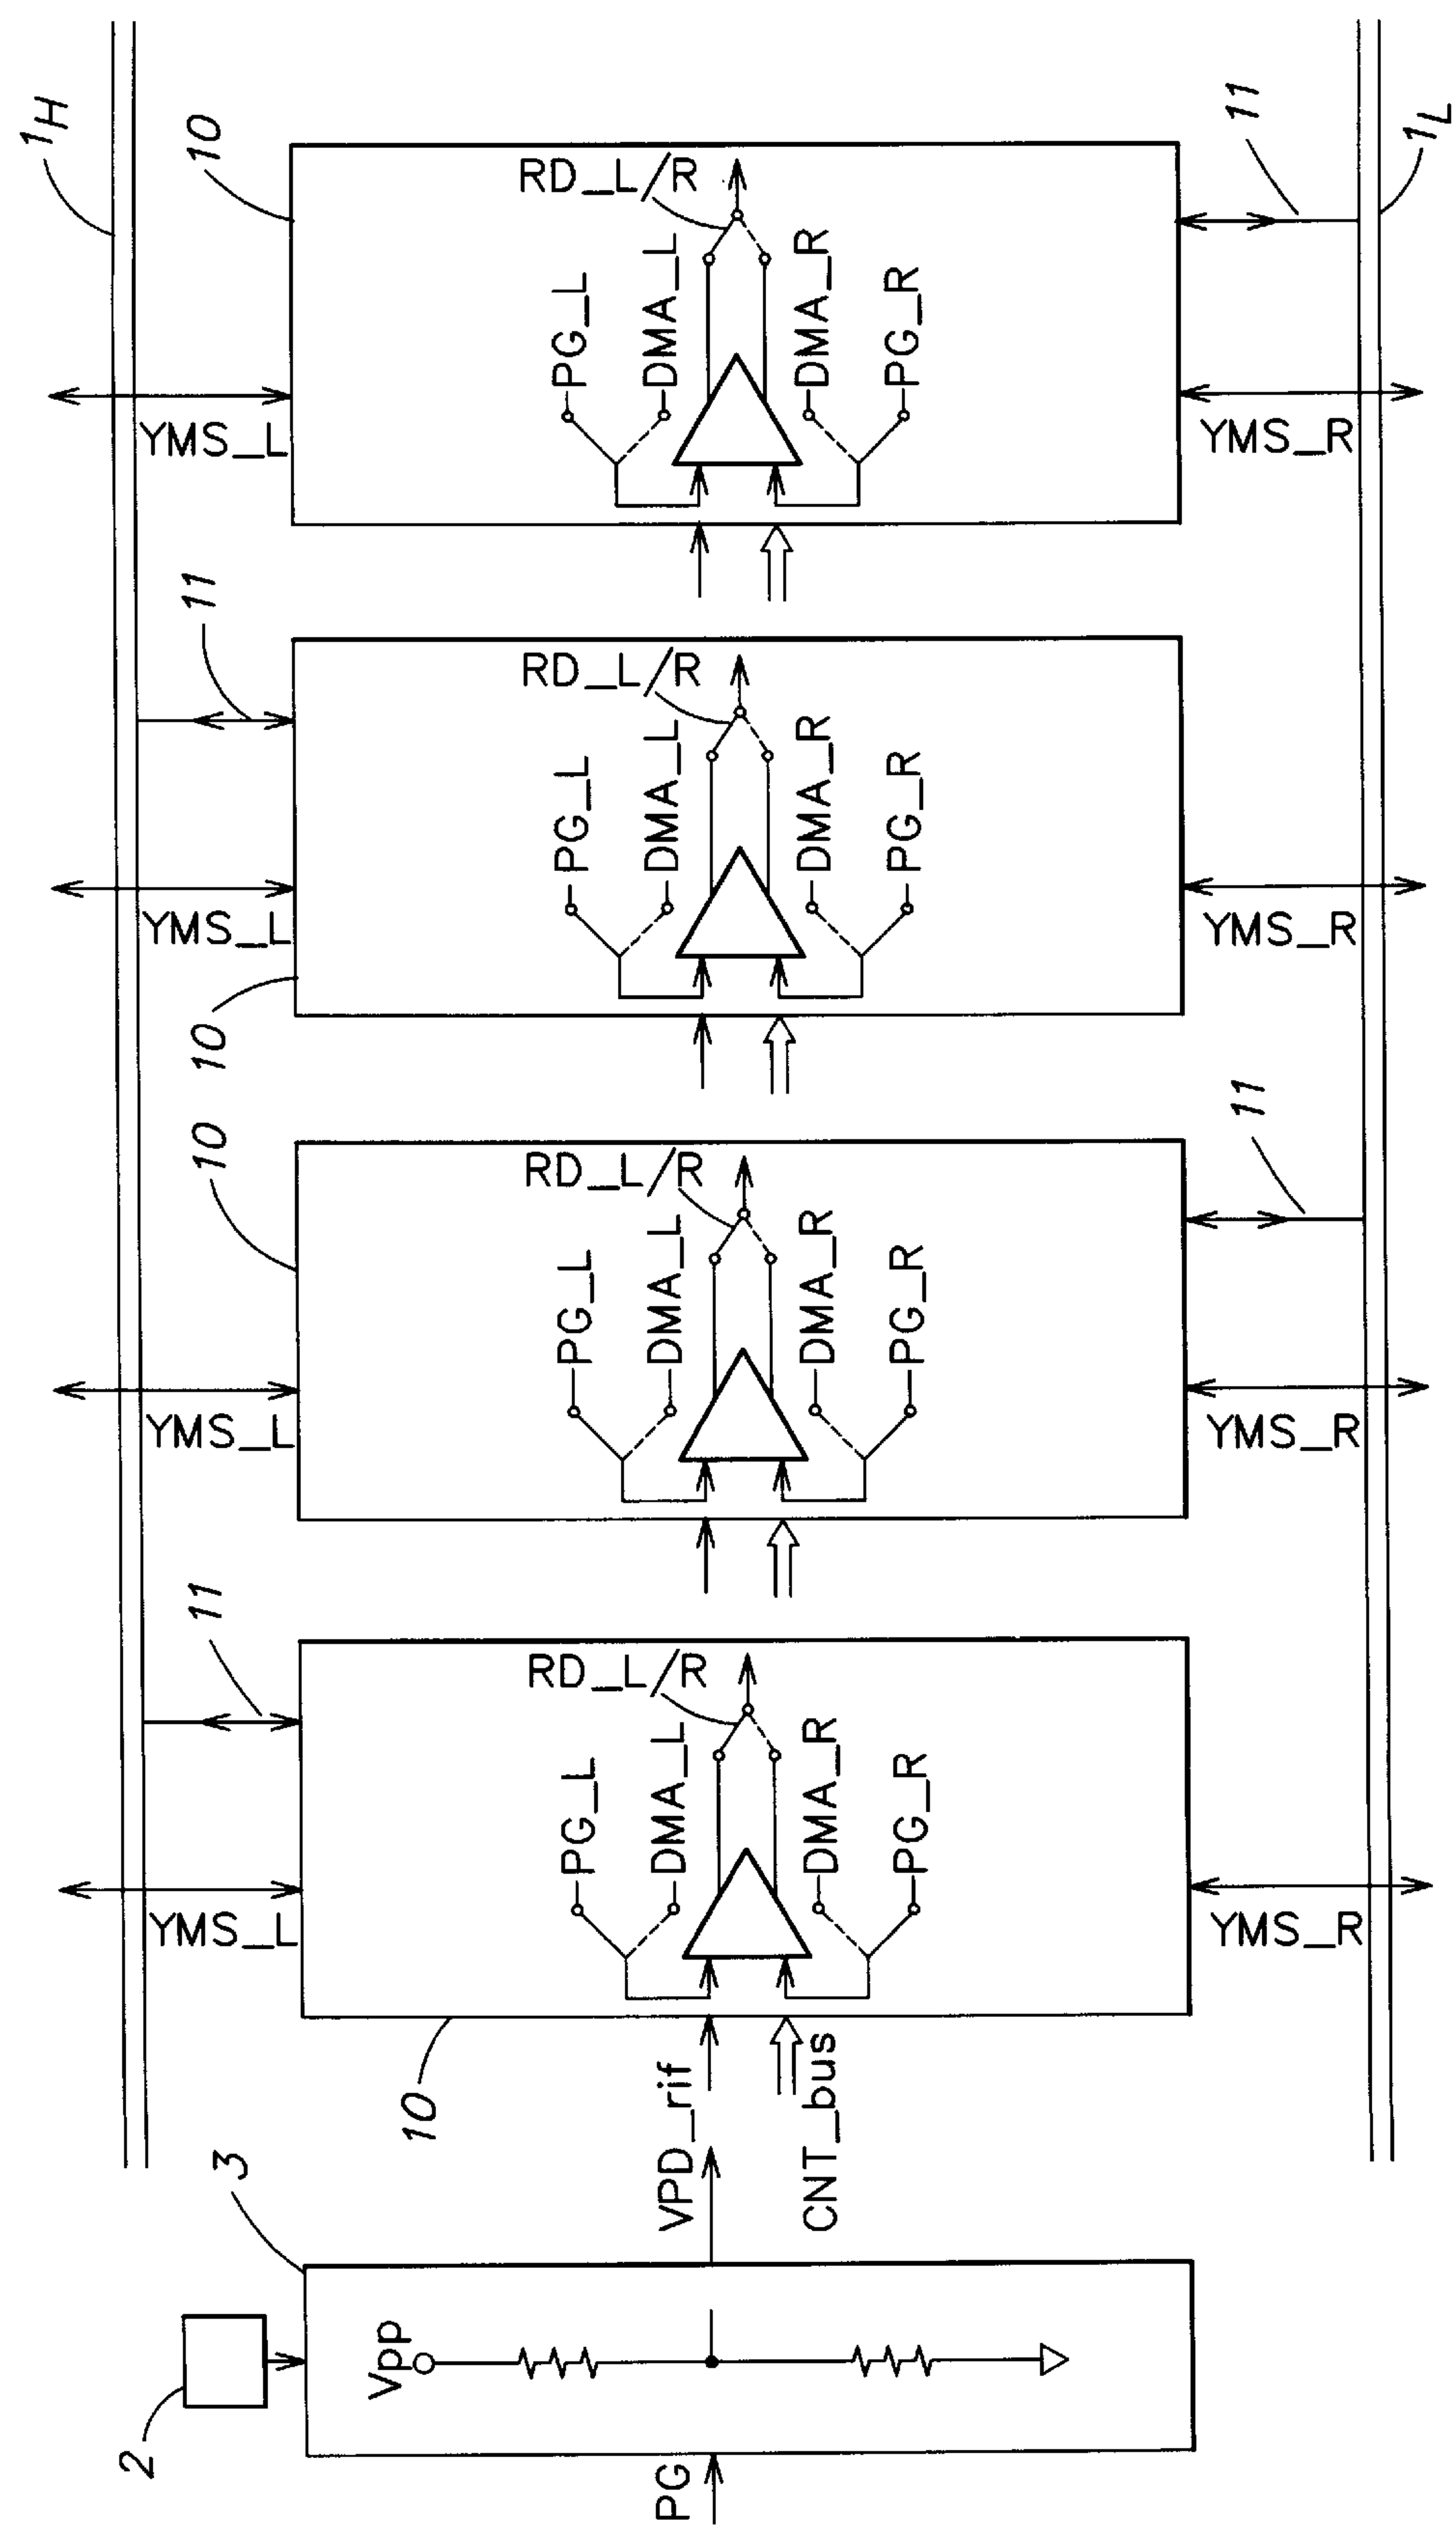 1H
10
11
1L
RD_L/R
PG_L
DMA_L
DMA_R
PG_R
YMS_L
YMS_R
11
10
RD_L/R
PG_L
DMA_L
DMA_R
PG_R
YMS_L
YMS_R
10
11
RD_L/R
PG_L
DMA_L
DMA_R
PG_R
YMS_L
YMS_R
11
10
RD_L/R
PG_L
DMA_L
DMA_R
PG_R
YMS_L
YMS_R
VPD_rif
CNT_bus
3
2
Vpp
PG